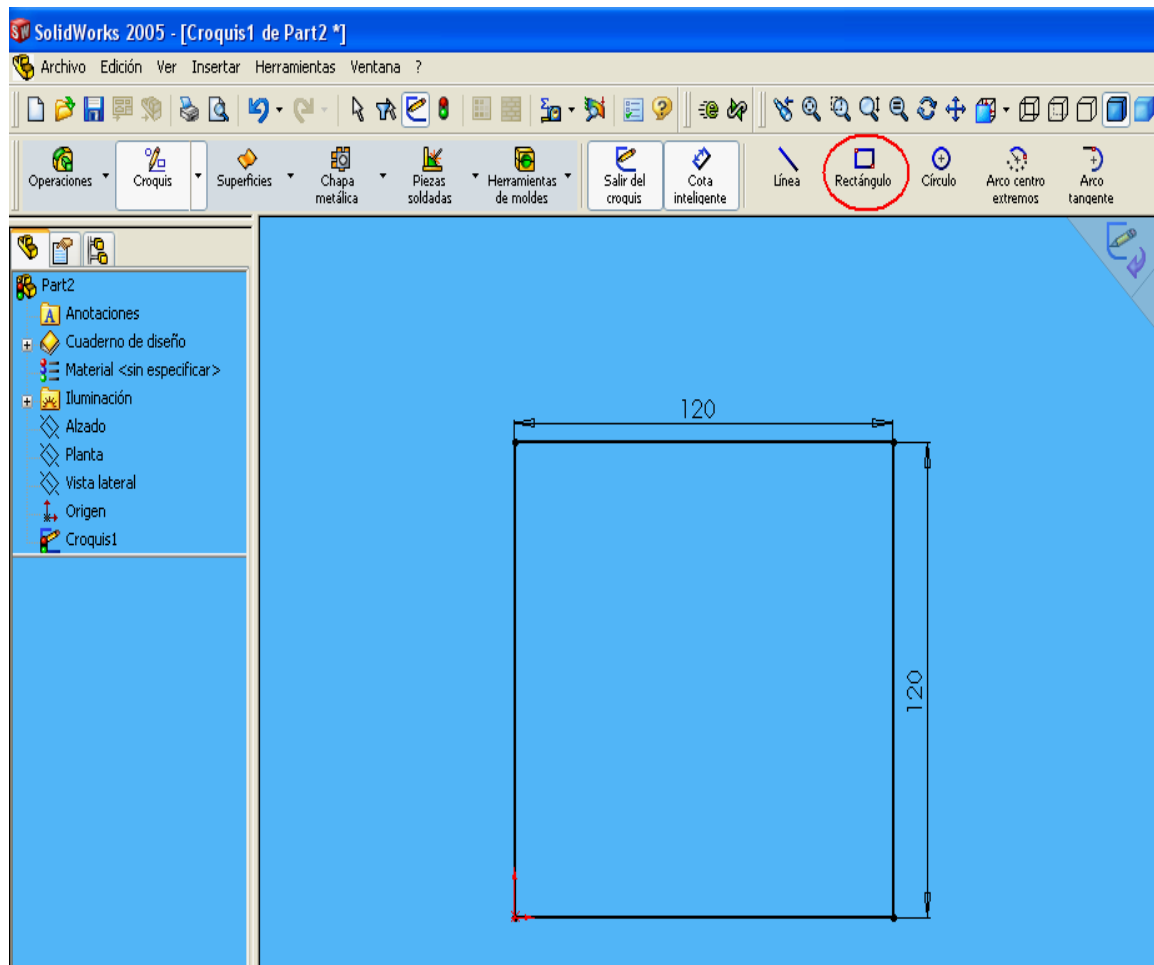 SolidWorks 2005 - [Croquis1 de Part2 *]
Archivo Edición Ver Insertar Herramientas Ventana ?
Operaciones Croquis Superficies Chapa metálica Piezas soldadas Herramientas de moldes Salir del croquis Cota inteligente Línea Rectángulo Círculo Arco centro extremos Arco tangente
Part2
Anotaciones
Cuaderno de diseño
Material <sin especificar>
Iluminación
Alzado
Planta
Vista lateral
Origen
Croquis1
120
120